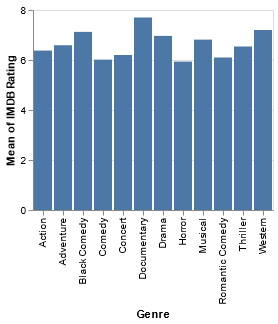 8
6
4
2
0
Mean of IMDB Rating
Action
Adventure
Black Comedy
Comedy
Concert
Documentary
Drama
Horror
Musical
Romantic Comedy
Thriller
Western
Genre